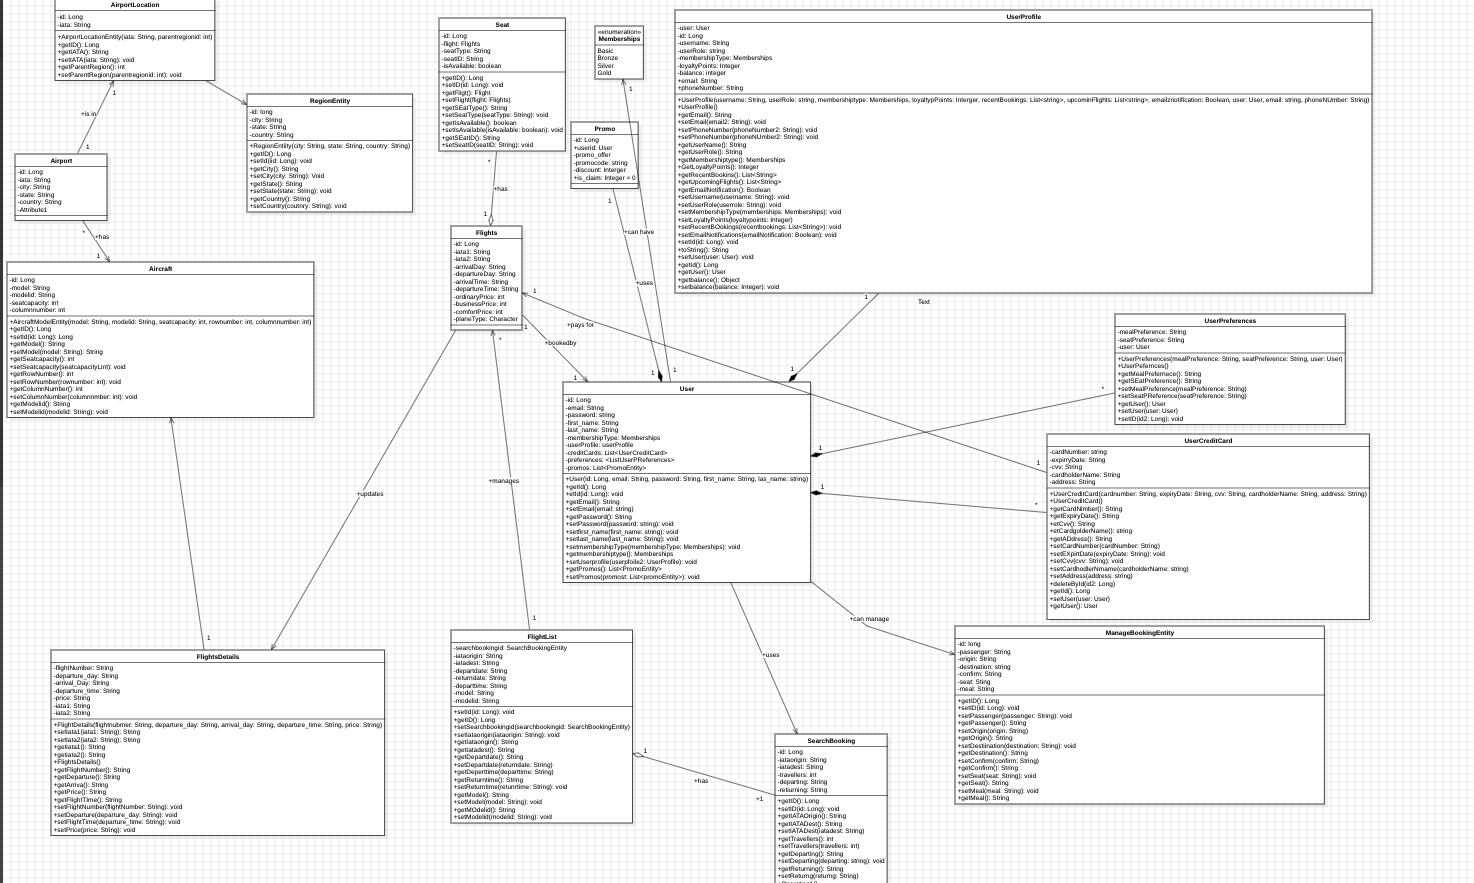 AirportLocation
-id: Long
-iata: String
+AirportLocationEntity(iata: String, parentregionid: int)
+getID(): Long
+getIATA(): String
+setIATA(iata: String): void
+getParentRegion(): int
+setParentRegion(parentregionid: int): void
1
+is in
1
RegionEntity
-id: long
-city: String
-state: String
-country: String
+RegionEntity(city: String, state: String, country: String)
+getID(): Long
+setId(iid: Long): void
+getCity(): String
+setCity(city: String): Void
+getState(): String
+setState(state: String): void
+getCountry(): String
+setCountry(coutnry: String): void
Airport
-id: Long
-iata: String
-city: String
-state: String
-country: String
-Attribute1
*
+has
1
Aircraft
-id: Long
-model: String
-modelid: String
-seatcapacity: int
-columnnumber: int
+AircraftModelEntity(model: String, modelid: String, seatcapacity: int, rownumber: int, columnnumber: int)
+getID(): Long
+setId(id: Long): Long
+getModel(): String
+setModel(model: String): String
+getSeatcapacity(): int
+setSeatcapacity(seatcapacityLint): void
+getRowNumber(): int
+setRowNumber(rownumber: int): void
+getColumnNumber(): int
+setColumnNumber(columnnmber: int): void
+getModelid(): String
+setModelid(modelid: String): void
Seat
-id: Long
-flight: Flights
-seatType: String
-seatID: String
-isAvaliable: boolean
+getID(): Long
+setID(id: Long): void
+getFligt(): Flight
+setFlight(flight: Flights)
+getSEatType(): String
+setSeatType(seatType: String): void
+getIsAvailable(): boolean
+setIsAvailable(isAvailable: boolean): void
+getSEatID(): String
+setSeatID(seatID: String): void
*
+has
1
Flights
-id: Long
-iata1: String
-iata2: String
-arrivalDay: String
-departureDay: String
-arrivalTime: String
-departureTime: String
-ordinaryPrice: int
-businessPrice: int
-comfortPrice: int
-planeType: Character
1
1
+bookedby
1
+pays for
*
«enumeration»
Memberships
Basic
Bronze
Silver
Gold
1
Promo
-id: Long
+userid: User
-promo_offer
-promocode: string
-discount: Interger
+is_claim: Integer = 0
1
+can have
+uses
1
1
UserProfile
-user: User
-id: Long
-username: String
-userRole: string
-membershipType: Memberships
-loyaltyPoints: Integer
-balance: integer
+email: String
+phoneNumber: String
+UserProfile(username: String, userRole: string, membershiptype: Memberships, loyaltypPoints: Interger, recentBookings: List<string>, upcominFlights: List<string>, emailznotification: Boolean, user: User, email: string, phoneNUmber: String)
+UserProfile()
+getEmail(): String
+setEmail(email2: String): void
+setPhoneNumber(phoneNumber2: String): void
+setPhoneNumber(phoneNUmber2: String): void
+getUserName(): String
+getUserRole(): String
+getMembershiptype(): Memberships
+GetLoyaltyPoints(): Integer
+getRecentBookins(): List<String>
+getUpcomingFlights(): List<String>
+getEmailNotification(): Boolean
+setUsername(username: String): void
+setUserRole(userrole: String): void
+setMembershipType(memberships: Memberships): void
+setLoyaltyPoints(loyaltypoints: Integer)
+setRecentBOokings(recentbookings: List<String>): void
+setEmailNotifications(emailNotification: Boolean): void
+setId(id: Long): void
+toString(): String
+setUser(user: User): void
+getId(): Long
+getUser(): User
+getbalance(): Object
+setbalance(balance: Integer): void
1
Text
1
User
-id: Long
-email: String
-password: string
-first_name: String
-last_name: String
-membershipType: Memberships
-userProfile: userProfile
-creditCards: List<UserCreditCard>
-preferences: <ListUserPReferences>
-promos: List<PromoEntity>
+User(id: Long, email: String, password: String, first_name: String, las_name: string)
+getId(): Long
+etId(id: Long): void
+getEmail(): String
+setEmail(email: string)
+getPassword(): String
+setPassword(password: string): void
+setfirst_name(first_name: string): void
+setlast_name(last_name: String): void
+setmembershipType(membershipType: Memberships): void
+getmembershiptype(): Memberships
+setUserprofile(userpfoile2: UserProfile): void
+getPromos(): List<PromoEntity>
+setPromos(promost: List<promoEntity>): void
UserPreferences
-mealPreference: String
-seatPreference: String
-user: User
+UserPreferences(mealPreference: String, seatPreference: String, user: User)
+UserPefernces()
+getMealPrefernece(): String
+getSEatPreference(): String
+setMealPreference(mealPreference: String)
+setSeatPReference(seatPreference: String)
+getUser(): User
+setUser(user: User)
+setID(id2: Long): void
*
1
UserCreditCard
-cardNumber: string
-expirryDate: String
-cvv: String
-cardholderName: String
-address: String
+UserCreditCard(cardnumber: String, expiryDate: String, cvv: String, cardholderName: String, address: String)
+UserCreditCard()
+getCardNimber(): String
+getExpiryDate(): String
+etCvv(): String
+etCardgolderName(): string
+getADdress(): String
+setCardNumber(cardNumber: String)
+setEXpirtDate(expiryDate: String): void
+setCvv(cvv: String): void
+setCardhodlerNmame(cardholderName: string)
+setAddress(address: string)
+deleteById(id2: Long)
+getId(): Long
+setUser(user: User)
+getUser(): User
1
1
*
+updates
+manages
1
1
FlightsDetails
-flightNumber: String
-departure_day: String
-arrival_Day: String
-departure_time: String
-price: String
-iata1: String
-iata2: String
+FlightDetails(flightnubmer: String, departure_day: String, arrival_day: String, departure_time: String, price: String)
+setIata1(iata1: String): String
+setIata2(iata2: String): String
+getIata1(): String
+getiata2(): String
+FlightsDetails()
+getFlightNumber(): String
+getDeparture(): String
+getArriva(): String
+getPrice(): String
+getFlightTIme(): String
+setFlightNumber(flightNumber: String): void
+setDeparture(departure_day: String): void
+setFlightTime(departure_time: String): void
+setPrice(price: String): void
FlightList
-searchbookingid: SearchBookingEntity
-iataorigin: String
-iatadest: String
-departdate: String
-returndate: String
-departtime: String
-model: String
-modelid: String
+setId(id: Long): void
+getID(): Long
+setSearchbookingid(searchbookingid: SearchBookingEntity)
+setIataorigin(iataorigin: String): void
+getIataorigin(): String
+getIatadest(): String
+getDepartdate(): String
+setDepartdate(returndate: String)
+setDeperttime(departtime: String)
+getReturntime(): String
+setReturntime(retunrtime: String): void
+getModel(): String
+setModel(model: String): void
+getMOdelid(): String
+setModelid(modelid: String): void
1
+has
+1
+uses
+can manage
SearchBooking
-id: Long
-iataorigin: String
-iatadest: String
-travellers: int
-departing: String
-retiurning: String
+getID(): Long
+setID(id: Long): void
+getIATAOrigin(): String
+getIATADest(): String
+setIATADest(iatadest: String)
+getTravellers(): int
+setTravellers(travellers: int)
+getDeparting(): String
+setDeparting(departing: string): void
+getReturning(): String
+setReturng(returng: String)
ManageBookingEntity
-id: long
-passenger: String
-origin: String
-destination: string
-confirm: String
-seat: String
-meal: String
+getID(): Long
+setID(id: Long): void
+setPassenger(passenger: String): void
+getPassenger(): String
+setOrigin(origin: String)
+getOrigin(): String
+setDestiination(destination: String): void
+getDestination(): String
+setConfirm(confirm: String)
+getConfirm(): String
+setSeat(seat: String): void
+getSeat(): String
+setMeal(meal: String): void
+getMeal(): String